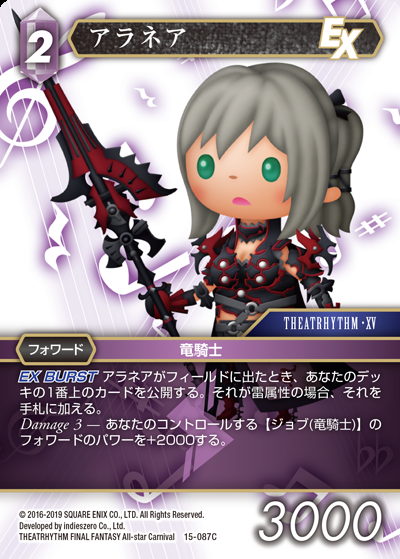 2
アラネア
EX
THEATRHYTHM・XV
フォワード
竜騎士
EX BURST アラネアがフィールドに出たとき、あなたのデッ
キの1番上のカードを公開する。それが雷属性の場合、それを
手札に加える。
Damage 3 — あなたのコントロールする【ジョブ(竜騎士)】の
フォワードのパワーを+2000する。
© 2016-2019 SQUARE ENIX CO., LTD. All Rights Reserved.
Developed by indieszero Co., Ltd.
THEATRHYTHM FINAL FANTASY All-star Carnival 15-087C
3000